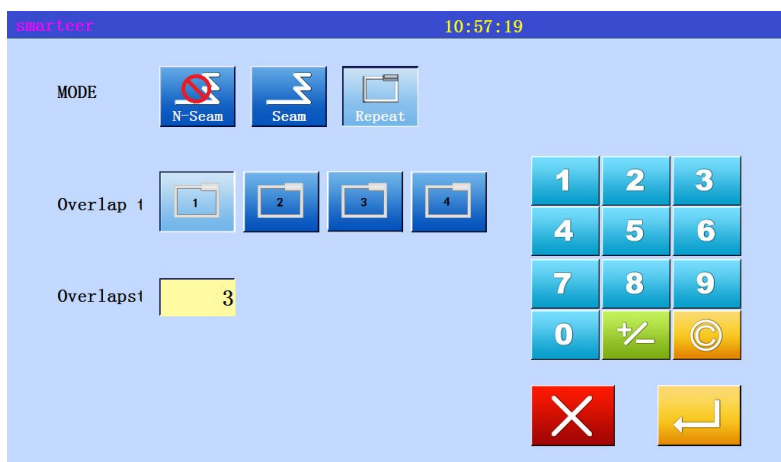 smarteer 10:57:19
MODE
N-Seam Seam Repeat
Overlap t
1 2 3 4
Overlapst
3
1 2 3
4 5 6
7 8 9
0 +/− ©